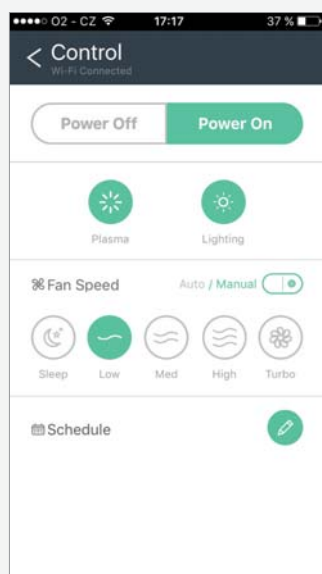 O2 - CZ 17:17 37 %
Control
Wi-Fi Connected
Power Off Power On
Plasma Lighting
Fan Speed Auto / Manual
Sleep Low Med High Turbo
Schedule